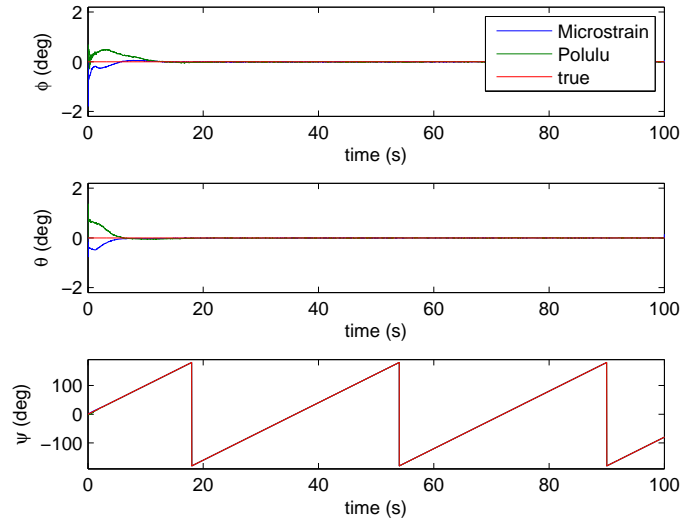 2
0
−2
ϕ (deg)
0 20 40 60 80 100
time (s)
Microstrain
Polulu
true
2
0
−2
θ (deg)
0 20 40 60 80 100
time (s)
100
0
−100
ψ (deg)
0 20 40 60 80 100
time (s)